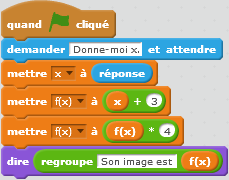 quand cliqué
demander Donne-moi x. et attendre
mettre x à réponse
mettre f(x) à x + 3
mettre f(x) à f(x) * 4
dire regroupe Son image est f(x)